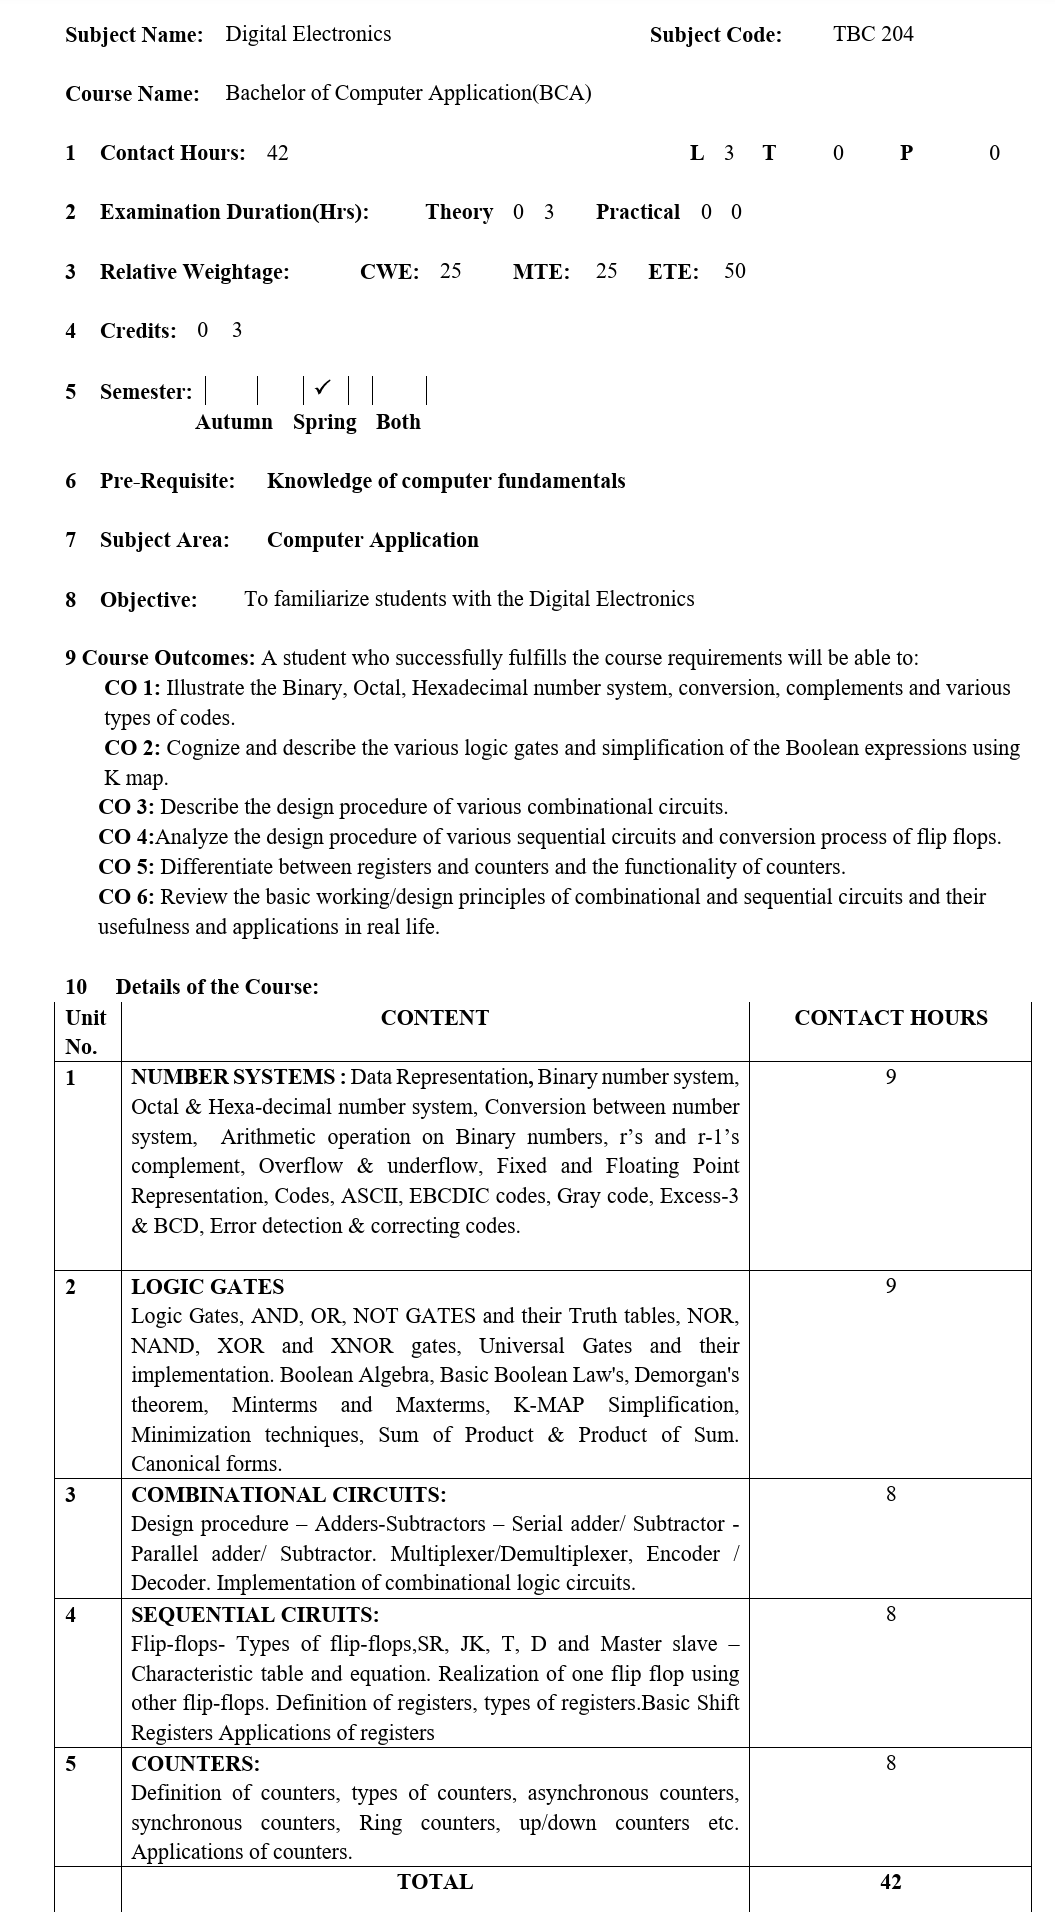 Subject Name: Digital Electronics Subject Code: TBC 204
Course Name: Bachelor of Computer Application(BCA)
1 Contact Hours: 42 L 3 T 0 P 0
2 Examination Duration(Hrs): Theory 0 3 Practical 0 0
3 Relative Weightage: CWE: 25 MTE: 25 ETE: 50
4 Credits: 0 3
5 Semester: ✓
Autumn Spring Both
6 Pre-Requisite: Knowledge of computer fundamentals
7 Subject Area: Computer Application
8 Objective: To familiarize students with the Digital Electronics
9 Course Outcomes: A student who successfully fulfills the course requirements will be able to:
CO 1: Illustrate the Binary, Octal, Hexadecimal number system, conversion, complements and various
types of codes.
CO 2: Cognize and describe the various logic gates and simplification of the Boolean expressions using
K map.
CO 3: Describe the design procedure of various combinational circuits.
CO 4:Analyze the design procedure of various sequential circuits and conversion process of flip flops.
CO 5: Differentiate between registers and counters and the functionality of counters.
CO 6: Review the basic working/design principles of combinational and sequential circuits and their
usefulness and applications in real life.
10 Details of the Course:
Unit CONTENT CONTACT HOURS
No.
1 NUMBER SYSTEMS : Data Representation, Binary number system, 9
Octal & Hexa-decimal number system, Conversion between number
system, Arithmetic operation on Binary numbers, r’s and r-1’s
complement, Overflow & underflow, Fixed and Floating Point
Representation, Codes, ASCII, EBCDIC codes, Gray code, Excess-3
& BCD, Error detection & correcting codes.
2 LOGIC GATES 9
Logic Gates, AND, OR, NOT GATES and their Truth tables, NOR,
NAND, XOR and XNOR gates, Universal Gates and their
implementation. Boolean Algebra, Basic Boolean Law's, Demorgan's
theorem, Minterms and Maxterms, K-MAP Simplification,
Minimization techniques, Sum of Product & Product of Sum.
Canonical forms.
3 COMBINATIONAL CIRCUITS: 8
Design procedure – Adders-Subtractors – Serial adder/ Subtractor -
Parallel adder/ Subtractor. Multiplexer/Demultiplexer, Encoder /
Decoder. Implementation of combinational logic circuits.
4 SEQUENTIAL CIRUITS: 8
Flip-flops- Types of flip-flops,SR, JK, T, D and Master slave –
Characteristic table and equation. Realization of one flip flop using
other flip-flops. Definition of registers, types of registers.Basic Shift
Registers Applications of registers
5 COUNTERS: 8
Definition of counters, types of counters, asynchronous counters,
synchronous counters, Ring counters, up/down counters etc.
Applications of counters.
TOTAL 42